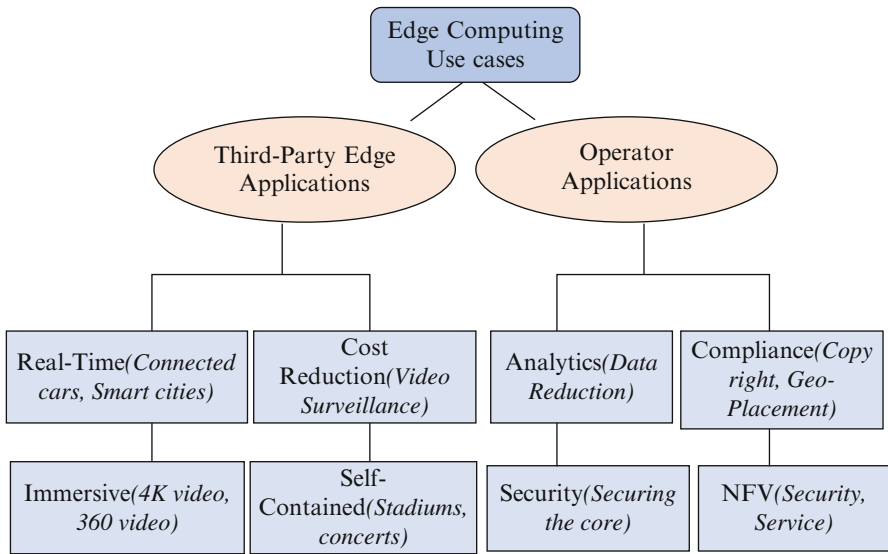 Edge Computing
Use cases
Third-Party Edge
Applications
Operator
Applications
Real-Time(Connected
cars, Smart cities)
Cost
Reduction(Video
Surveillance)
Analytics(Data
Reduction)
Compliance(Copy
right, Geo-
Placement)
Immersive(4K video,
360 video)
Self-
Contained(Stadiums,
concerts)
Security(Securing
the core)
NFV(Security,
Service)